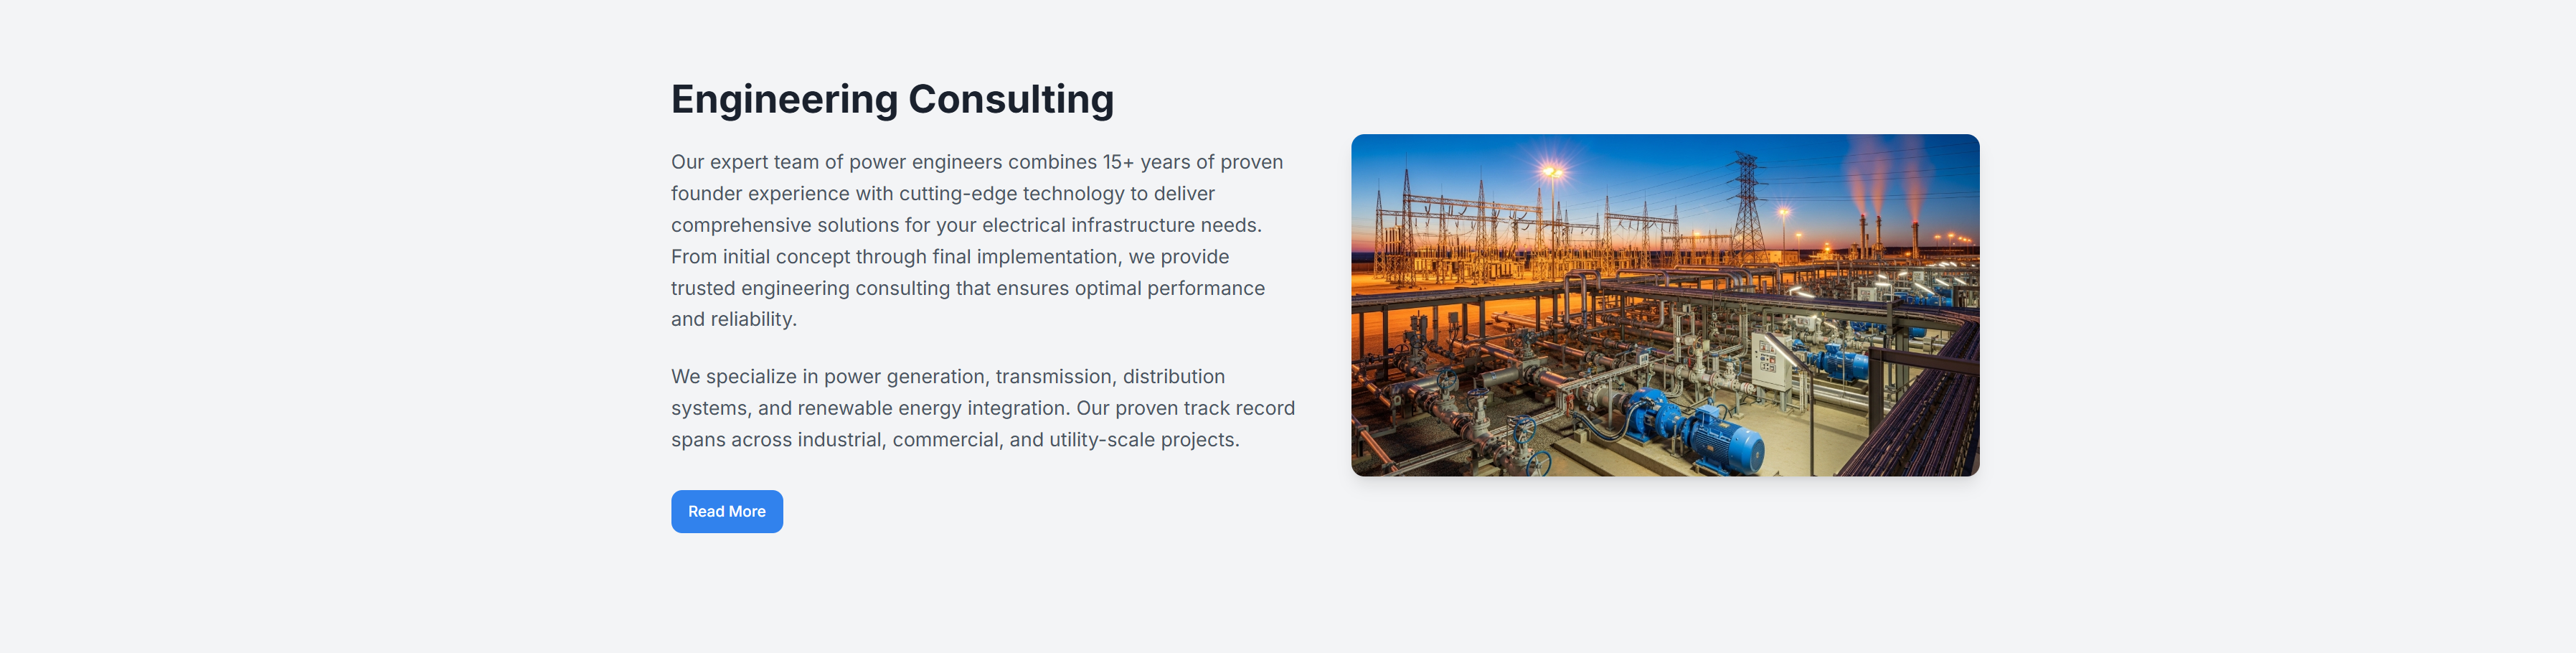 Engineering Consulting
Our expert team of power engineers combines 15+ years of proven
founder experience with cutting-edge technology to deliver
comprehensive solutions for your electrical infrastructure needs.
From initial concept through final implementation, we provide
trusted engineering consulting that ensures optimal performance
and reliability.
We specialize in power generation, transmission, distribution
systems, and renewable energy integration. Our proven track record
spans across industrial, commercial, and utility-scale projects.
Read More